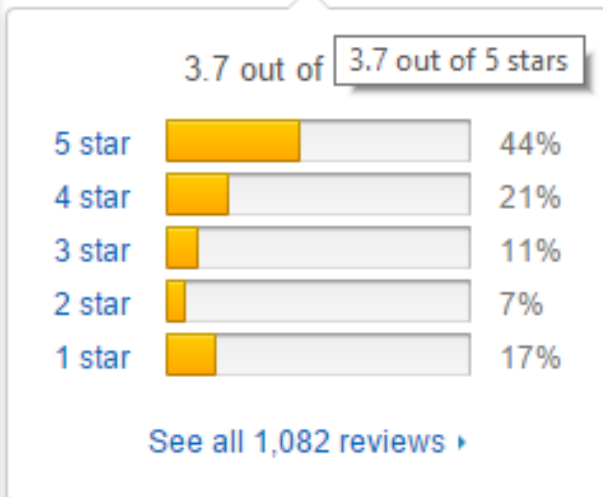 3.7 out of
3.7 out of 5 stars
5 star 44%
4 star 21%
3 star 11%
2 star 7%
1 star 17%
See all 1,082 reviews